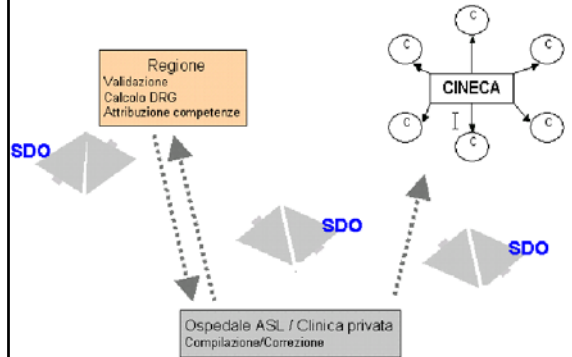 Regione
Validazione
Calcolo DRG
Attribuzione competenze
C
C
C
CINECA
C
C
C
SDO
SDO
SDO
Ospedale ASL / Clinica privata
Compilazione/Correzione